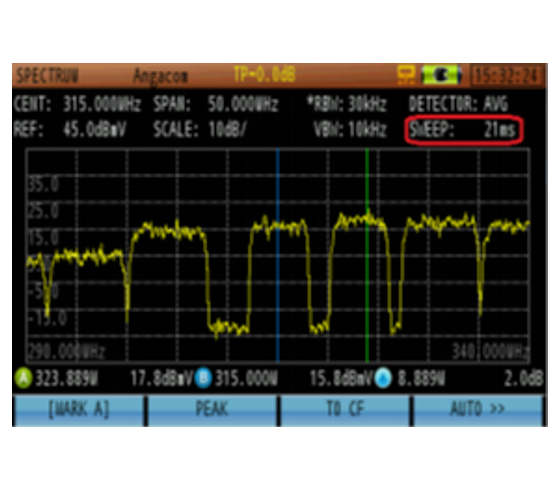 SPECTRUM Angacom TP=0.0dB 15:32:24
CENT: 315.000MHz SPAN: 50.000MHz *RBW: 30kHz DETECTOR: AVG
REF: 45.0dBmV SCALE: 10dB/ VBW: 10kHz SWEEP: 21ms
35.0
25.0
15.0
-5.0
-15.0
290.000MHz 340.000MHz
A 323.889M 17.8dBmV B 315.000M 15.8dBmV 8.889M 2.0dB
[MARK A] PEAK TO CF AUTO >>